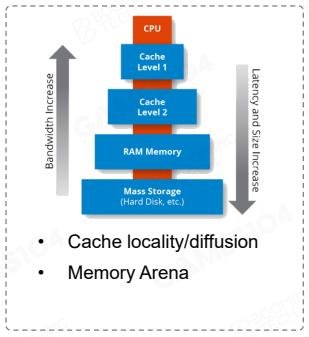 CPU
Cache
Level 1
Cache
Level 2
RAM Memory
Mass Storage
(Hard Disk, etc.)
Bandwidth Increase
Latency and Size Increase
• Cache locality/diffusion
• Memory Arena
GAMES104